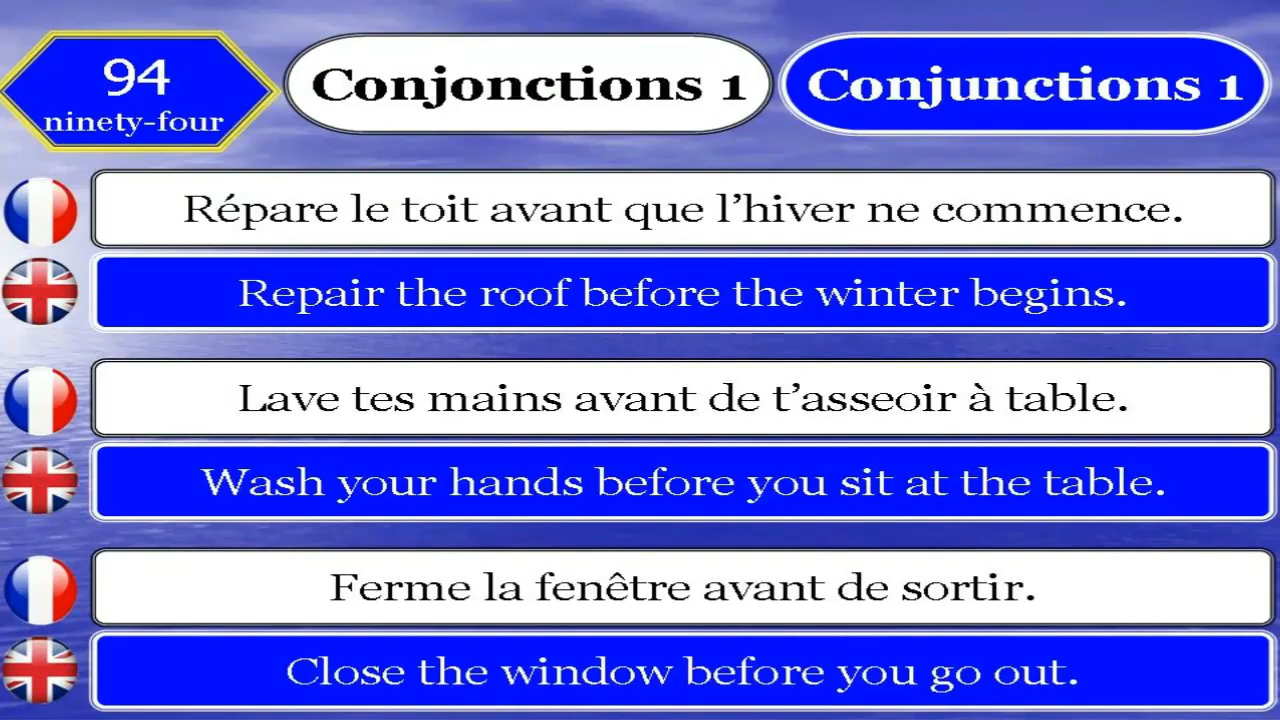 94
ninety-four
Conjonctions 1
Conjunctions 1
Répare le toit avant que l’hiver ne commence.
Repair the roof before the winter begins.
Lave tes mains avant de t’asseoir à table.
Wash your hands before you sit at the table.
Ferme la fenêtre avant de sortir.
Close the window before you go out.